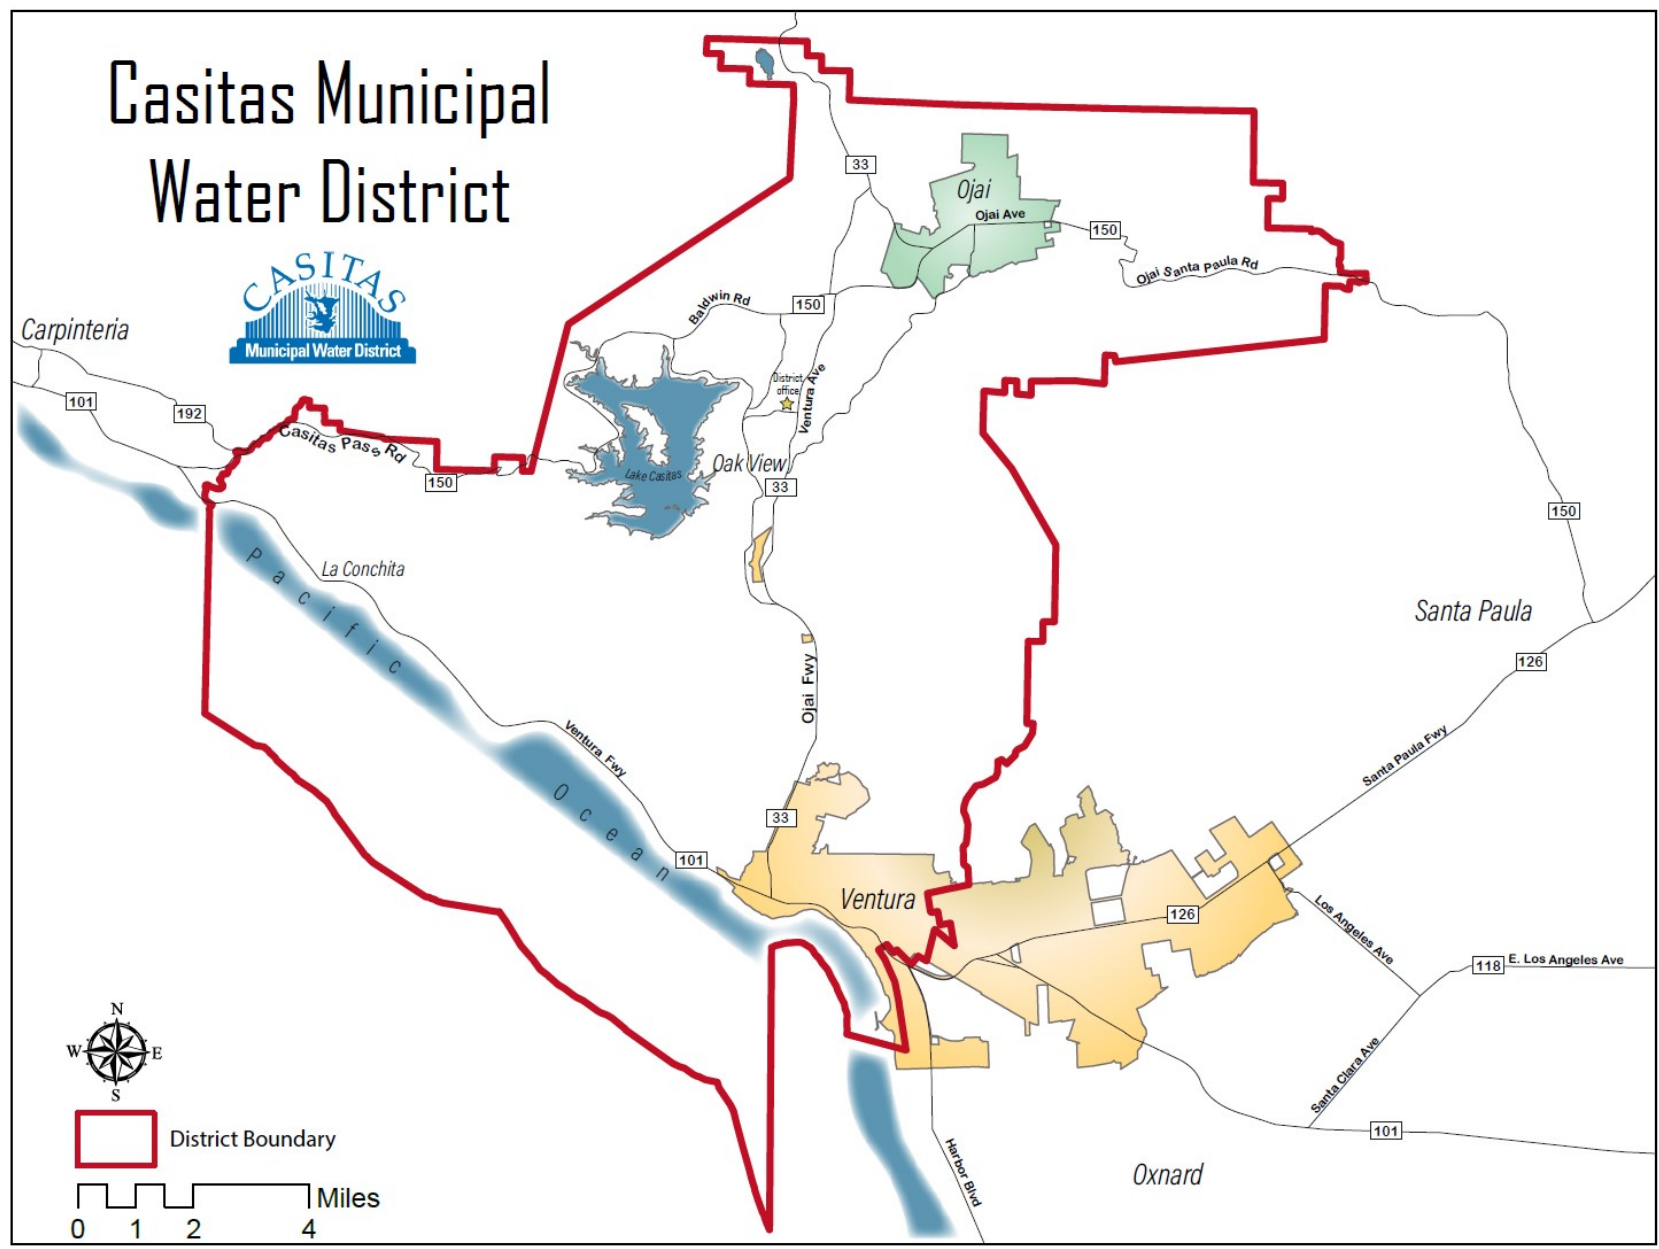 Casitas Municipal
Water District
CASITAS
Municipal Water District
33
Ojai
Ojai Ave
150
Ojai Santa Paula Rd
Baldwin Rd
150
Carpinteria
101
192
Casitas Pass Rd
150
District
office
Ventura Ave
Lake Casitas
Oak View
33
150
La Conchita
Pacific
Ocean
Santa Paula
126
Ojai Fwy
Ventura Fwy
Santa Paula Fwy
33
101
Ventura
126
Los Angeles Ave
118
E. Los Angeles Ave
Santa Clara Ave
101
Harbor Blvd
Oxnard
N
W E
S
District Boundary
Miles
0 1 2 4